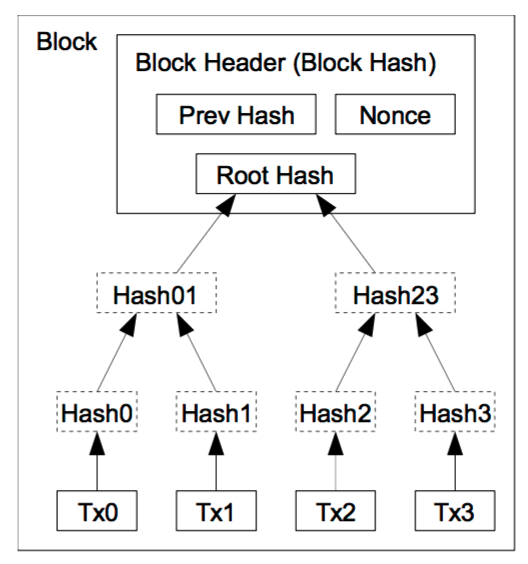 Block
Block Header (Block Hash)
Prev Hash
Nonce
Root Hash
Hash01
Hash23
Hash0
Hash1
Hash2
Hash3
Tx0
Tx1
Tx2
Tx3